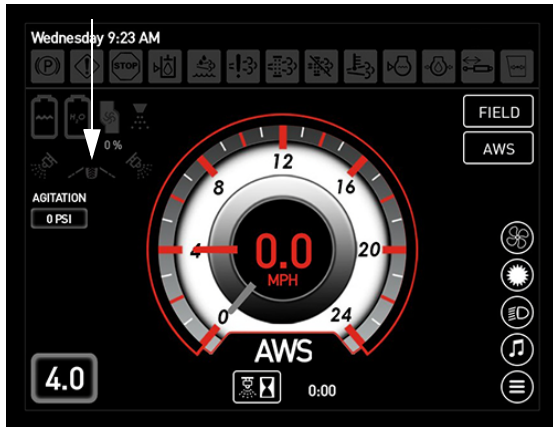 Wednesday 9:23 AM
(P)
STOP
H₂O
0 %
FIELD
AWS
AGITATION
0 PSI
0
4
8
12
16
20
24
0.0
MPH
AWS
4.0
0:00